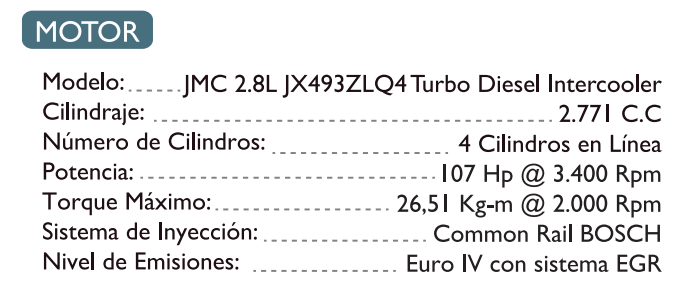 MOTOR
Modelo:......JMC 2.8L JX493ZLQ4 Turbo Diesel Intercooler
Cilindraje: ................................................ 2.771 C.C
Número de Cilindros: ..................... 4 Cilindros en Línea
Potencia: .................................... 107 Hp @ 3.400 Rpm
Torque Máximo: ..................... 26,51 Kg-m @ 2.000 Rpm
Sistema de Inyección: .................... Common Rail BOSCH
Nivel de Emisiones: ................. Euro IV con sistema EGR